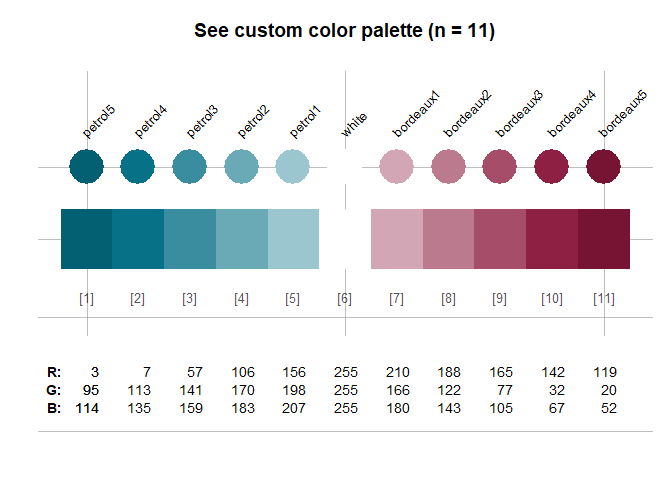 See custom color palette (n = 11)
petrol5 petrol4 petrol3 petrol2 petrol1 white bordeaux1 bordeaux2 bordeaux3 bordeaux4 bordeaux5
[1] [2] [3] [4] [5] [6] [7] [8] [9] [10] [11]
R: 3 7 57 106 156 255 210 188 165 142 119
G: 95 113 141 170 198 255 166 122 77 32 20
B: 114 135 159 183 207 255 180 143 105 67 52